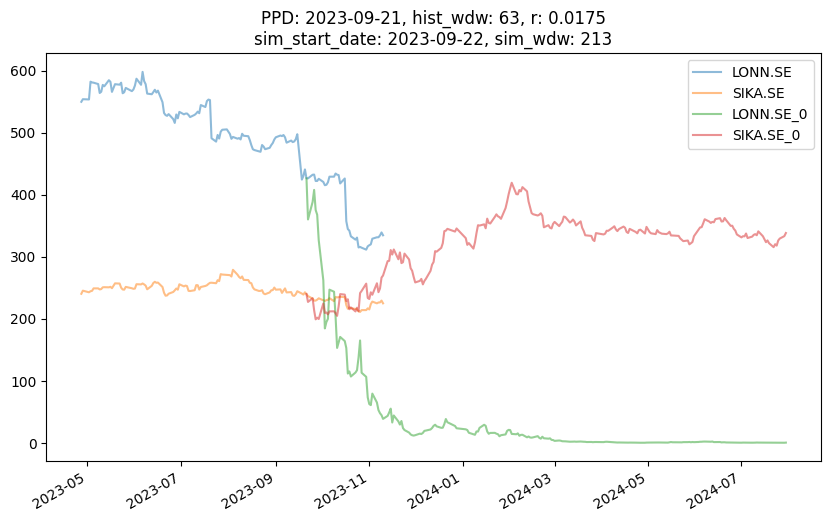 PPD: 2023-09-21, hist_wdw: 63, r: 0.0175
sim_start_date: 2023-09-22, sim_wdw: 213
LONN.SE
SIKA.SE
LONN.SE_0
SIKA.SE_0
600
500
400
300
200
100
0
2023-05
2023-07
2023-09
2023-11
2024-01
2024-03
2024-05
2024-07